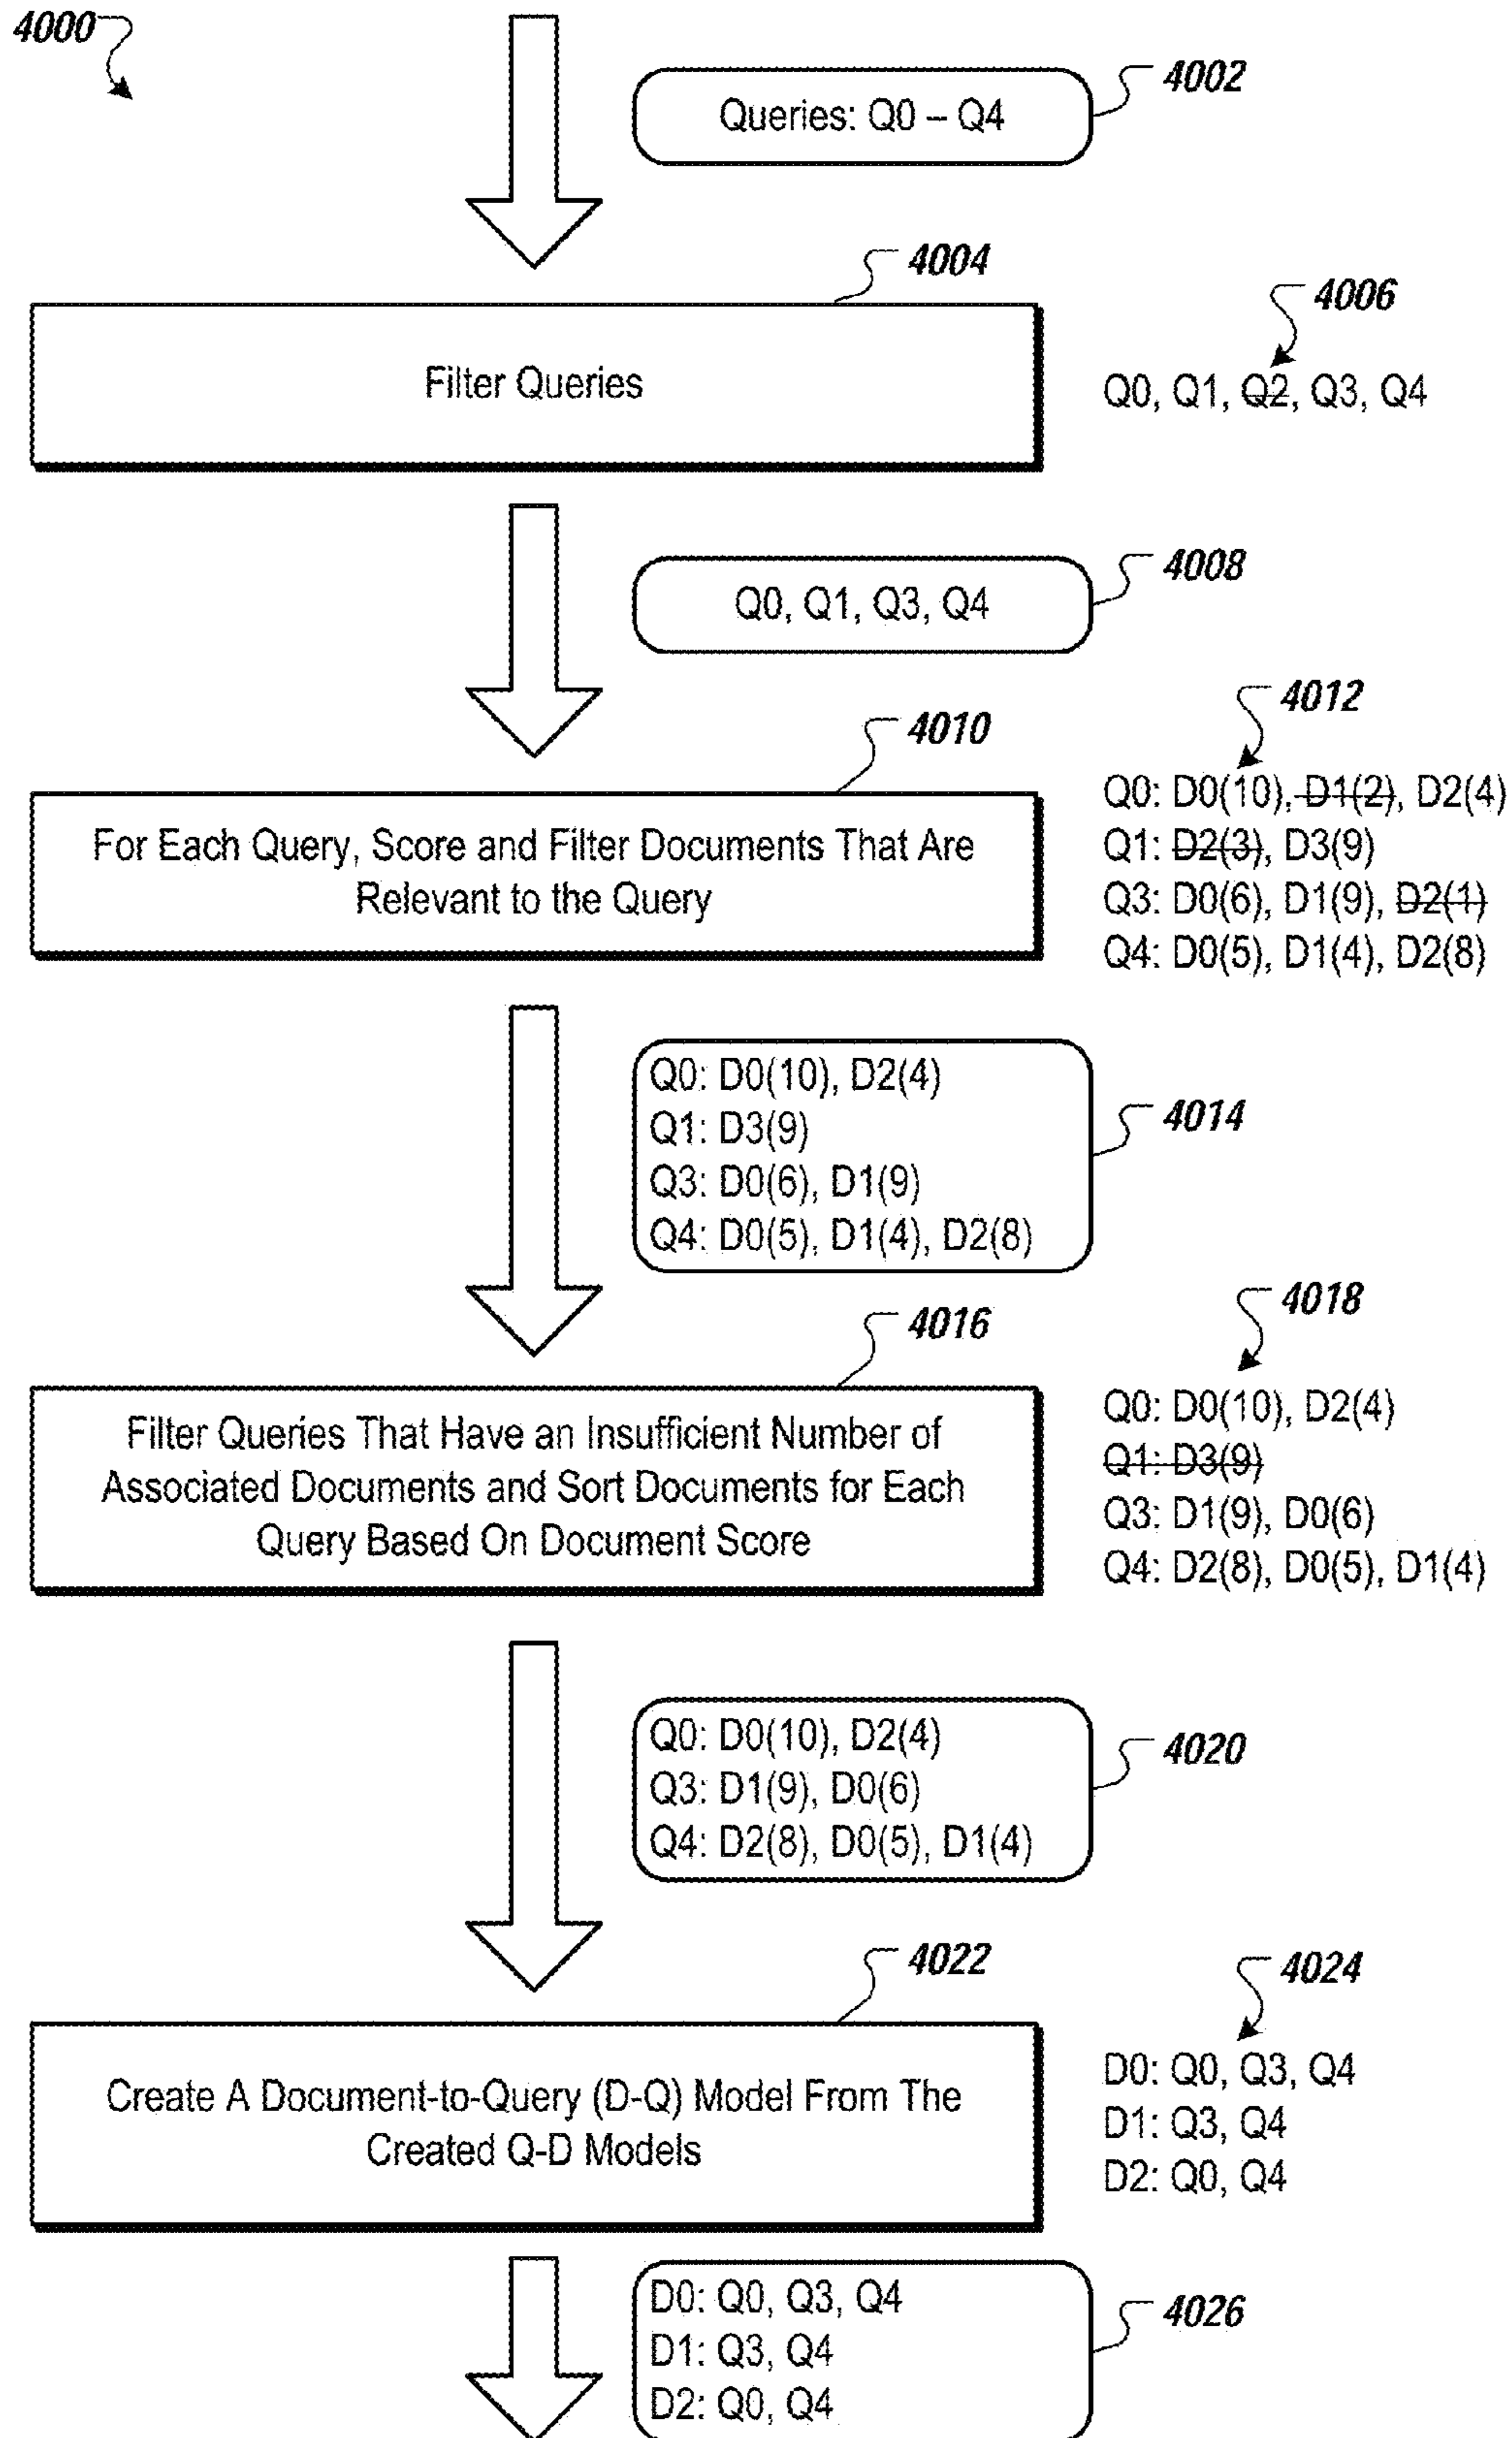 4000
4002
Queries: Q0 – Q4
4004
4006
Filter Queries
Q0, Q1, Q2, Q3, Q4
4008
Q0, Q1, Q3, Q4
4012
4010
Q0: D0(10), D1(2), D2(4)
Q1: D2(3), D3(9)
Q3: D0(6), D1(9), D2(1)
Q4: D0(5), D1(4), D2(8)
For Each Query, Score and Filter Documents That Are
Relevant to the Query
Q0: D0(10), D2(4)
Q1: D3(9)
Q3: D0(6), D1(9)
Q4: D0(5), D1(4), D2(8)
4014
4018
4016
Filter Queries That Have an Insufficient Number of
Associated Documents and Sort Documents for Each
Query Based On Document Score
Q0: D0(10), D2(4)
Q1: D3(9)
Q3: D1(9), D0(6)
Q4: D2(8), D0(5), D1(4)
Q0: D0(10), D2(4)
Q3: D1(9), D0(6)
Q4: D2(8), D0(5), D1(4)
4020
4022
4024
Create A Document-to-Query (D-Q) Model From The
Created Q-D Models
D0: Q0, Q3, Q4
D1: Q3, Q4
D2: Q0, Q4
D0: Q0, Q3, Q4
D1: Q3, Q4
D2: Q0, Q4
4026